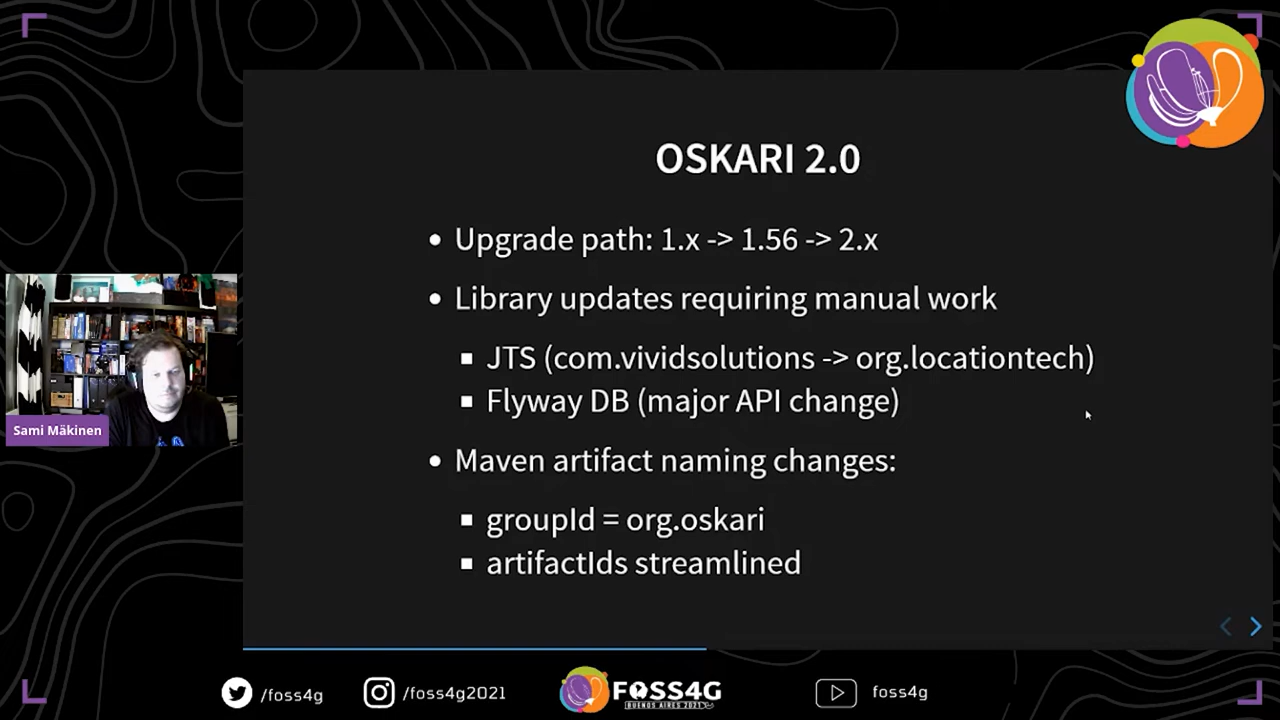 OSKARI 2.0
Upgrade path: 1.x -> 1.56 -> 2.x
Library updates requiring manual work
JTS (com.vividsolutions -> org.locationtech)
Flyway DB (major API change)
Maven artifact naming changes:
groupId = org.oskari
artifactIds streamlined
Sami Mäkinen
/foss4g
/foss4g2021
FOSS4G
BUENOS AIRES 2021
foss4g